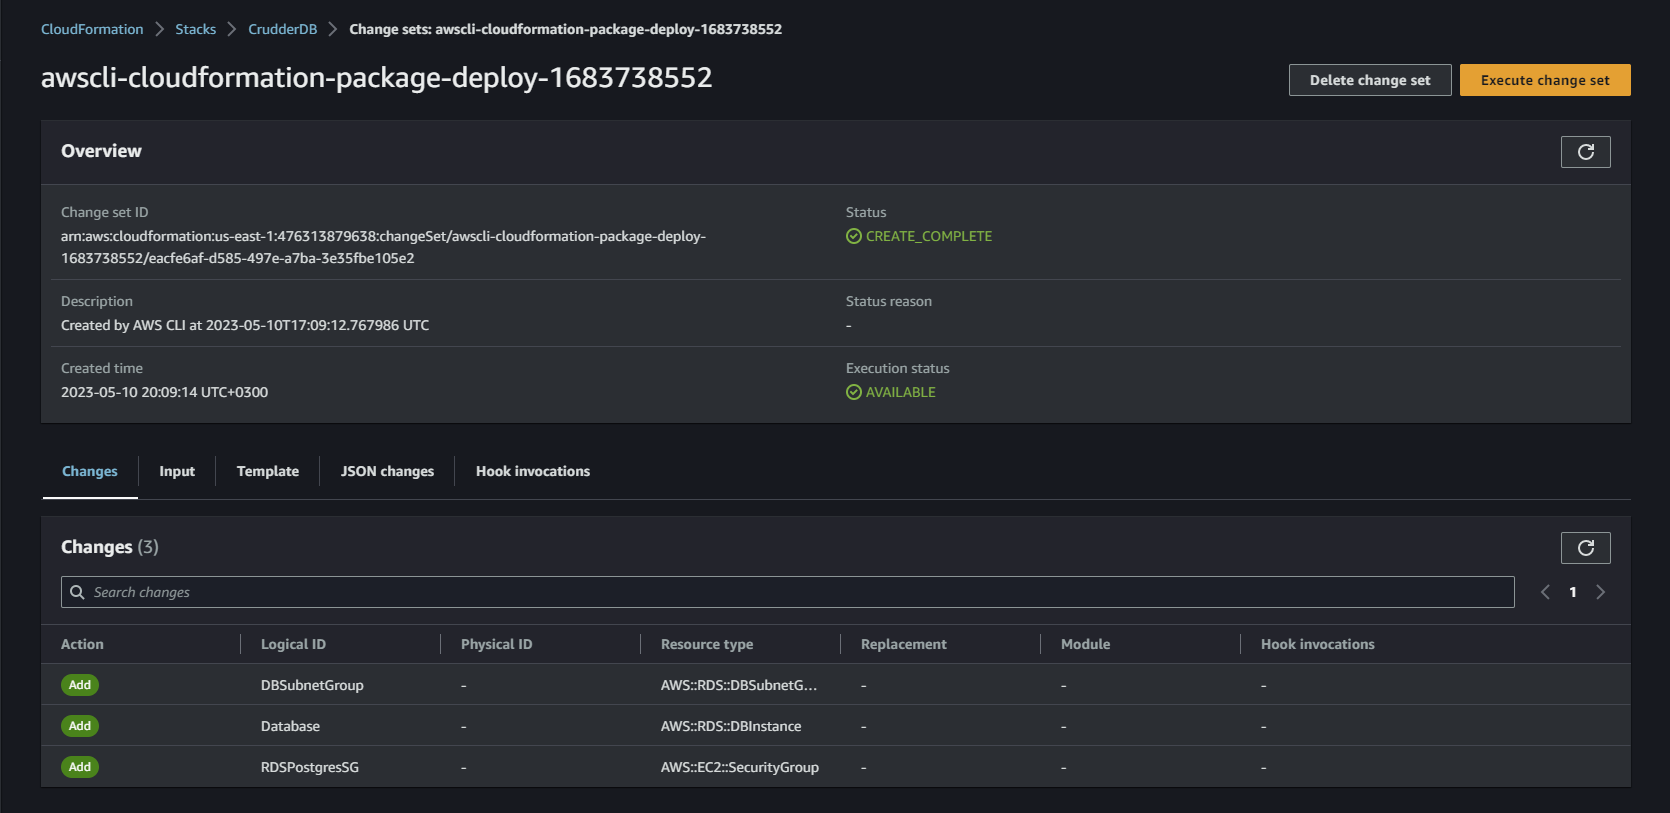 CloudFormation > Stacks > CrudderDB > Change sets: awscli-cloudformation-package-deploy-1683738552
awscli-cloudformation-package-deploy-1683738552
Delete change set
Execute change set
Overview
Change set ID
arn:aws:cloudformation:us-east-1:476313879638:changeSet/awscli-cloudformation-package-deploy-
1683738552/eacfe6af-d585-497e-a7ba-3e35fbe105e2
Status
CREATE_COMPLETE
Description
Created by AWS CLI at 2023-05-10T17:09:12.767986 UTC
Status reason
-
Created time
2023-05-10 20:09:14 UTC+0300
Execution status
AVAILABLE
Changes Input Template JSON changes Hook invocations
Changes (3)
Search changes
< 1 >
Action Logical ID Physical ID Resource type Replacement Module Hook invocations
Add DBSubnetGroup - AWS::RDS::DBSubnetG... - - -
Add Database - AWS::RDS::DBInstance - - -
Add RDSPostgresSG - AWS::EC2::SecurityGroup - - -